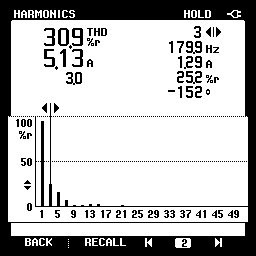 HARMONICS HOLD
30.9 THD %r 3
5.13 A 179.9 Hz
3.0 1.29 A
25.2 %r
-152 °
100
%r
50
0
1 5 9 13 17 21 25 29 33 37 41 45 49
BACK RECALL 2